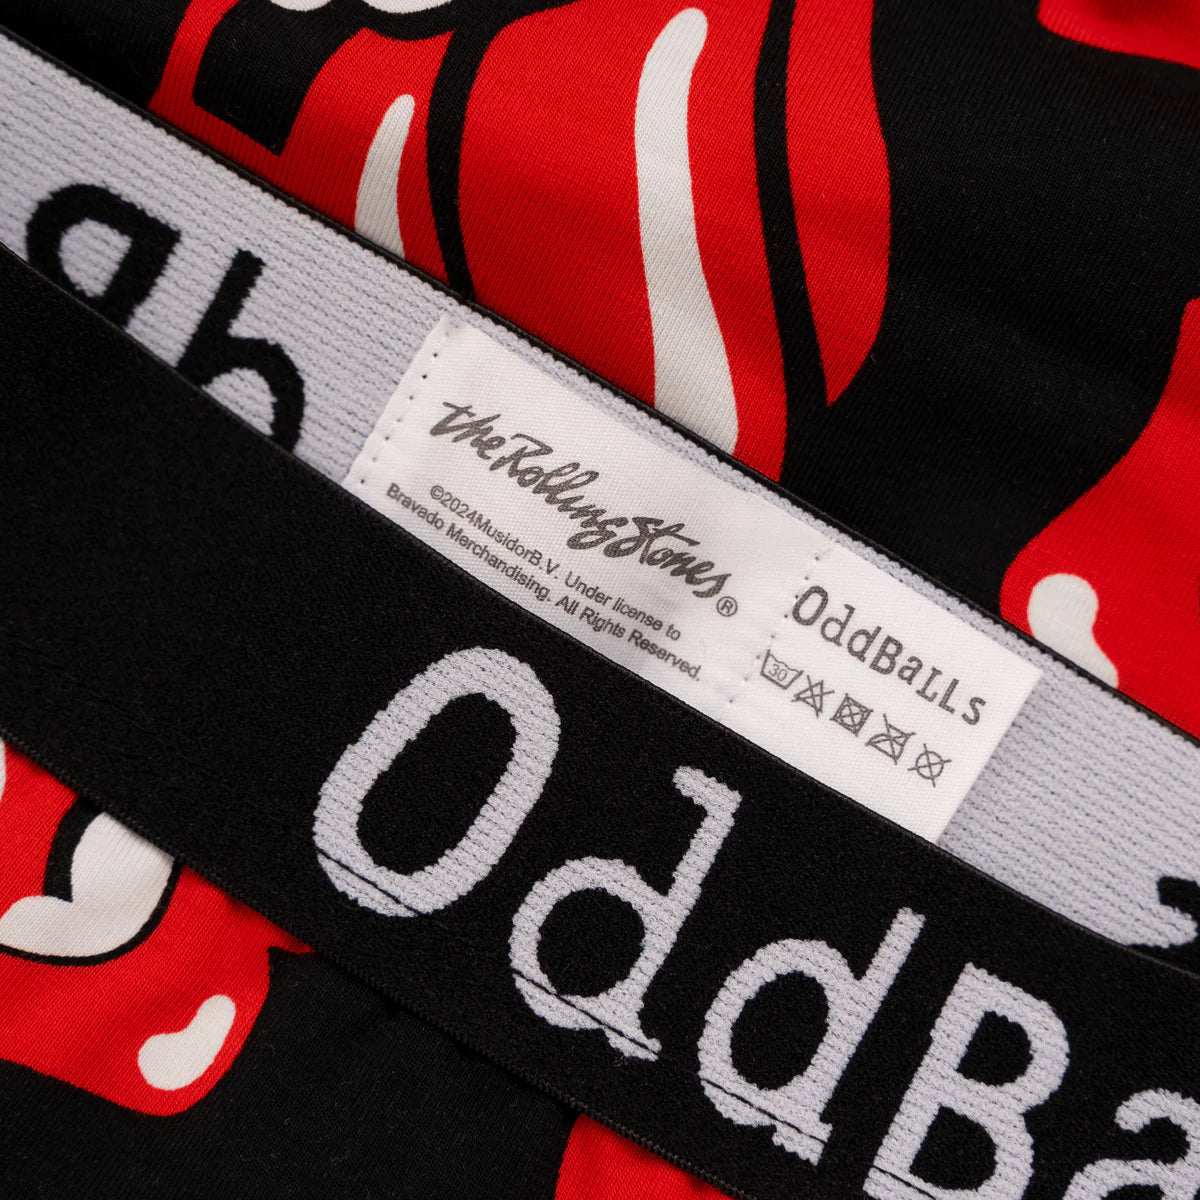 the Rolling Stones®
©2024MusidorB.V. Under license to
Bravado Merchandising. All Rights Reserved.
OddBaLLs
30
OddBa